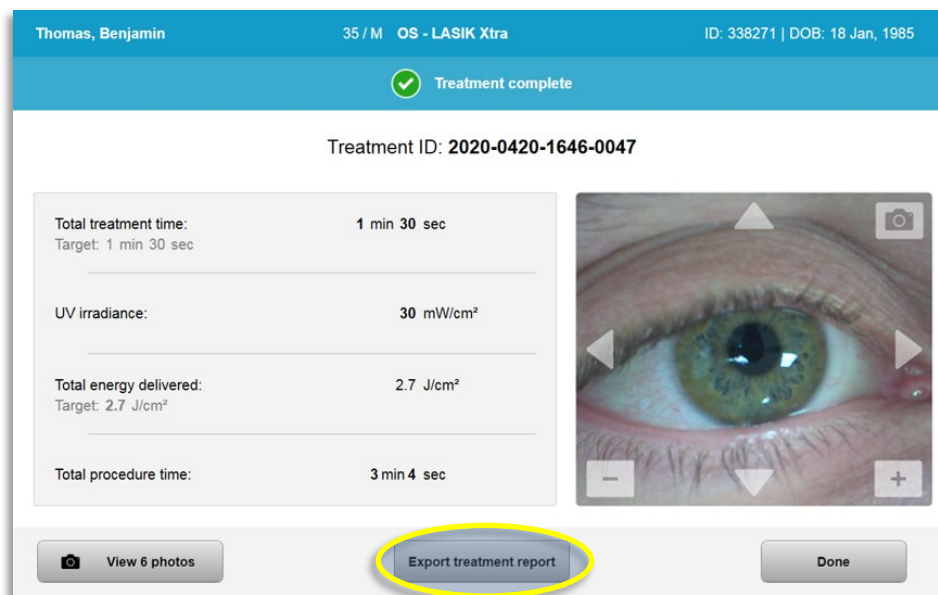 Thomas, Benjamin 35 / M OS - LASIK Xtra ID: 338271 | DOB: 18 Jan, 1985
Treatment complete
Treatment ID: 2020-0420-1646-0047
Total treatment time: 1 min 30 sec
Target: 1 min 30 sec
UV irradiance: 30 mW/cm²
Total energy delivered: 2.7 J/cm²
Target: 2.7 J/cm²
Total procedure time: 3 min 4 sec
View 6 photos Export treatment report Done